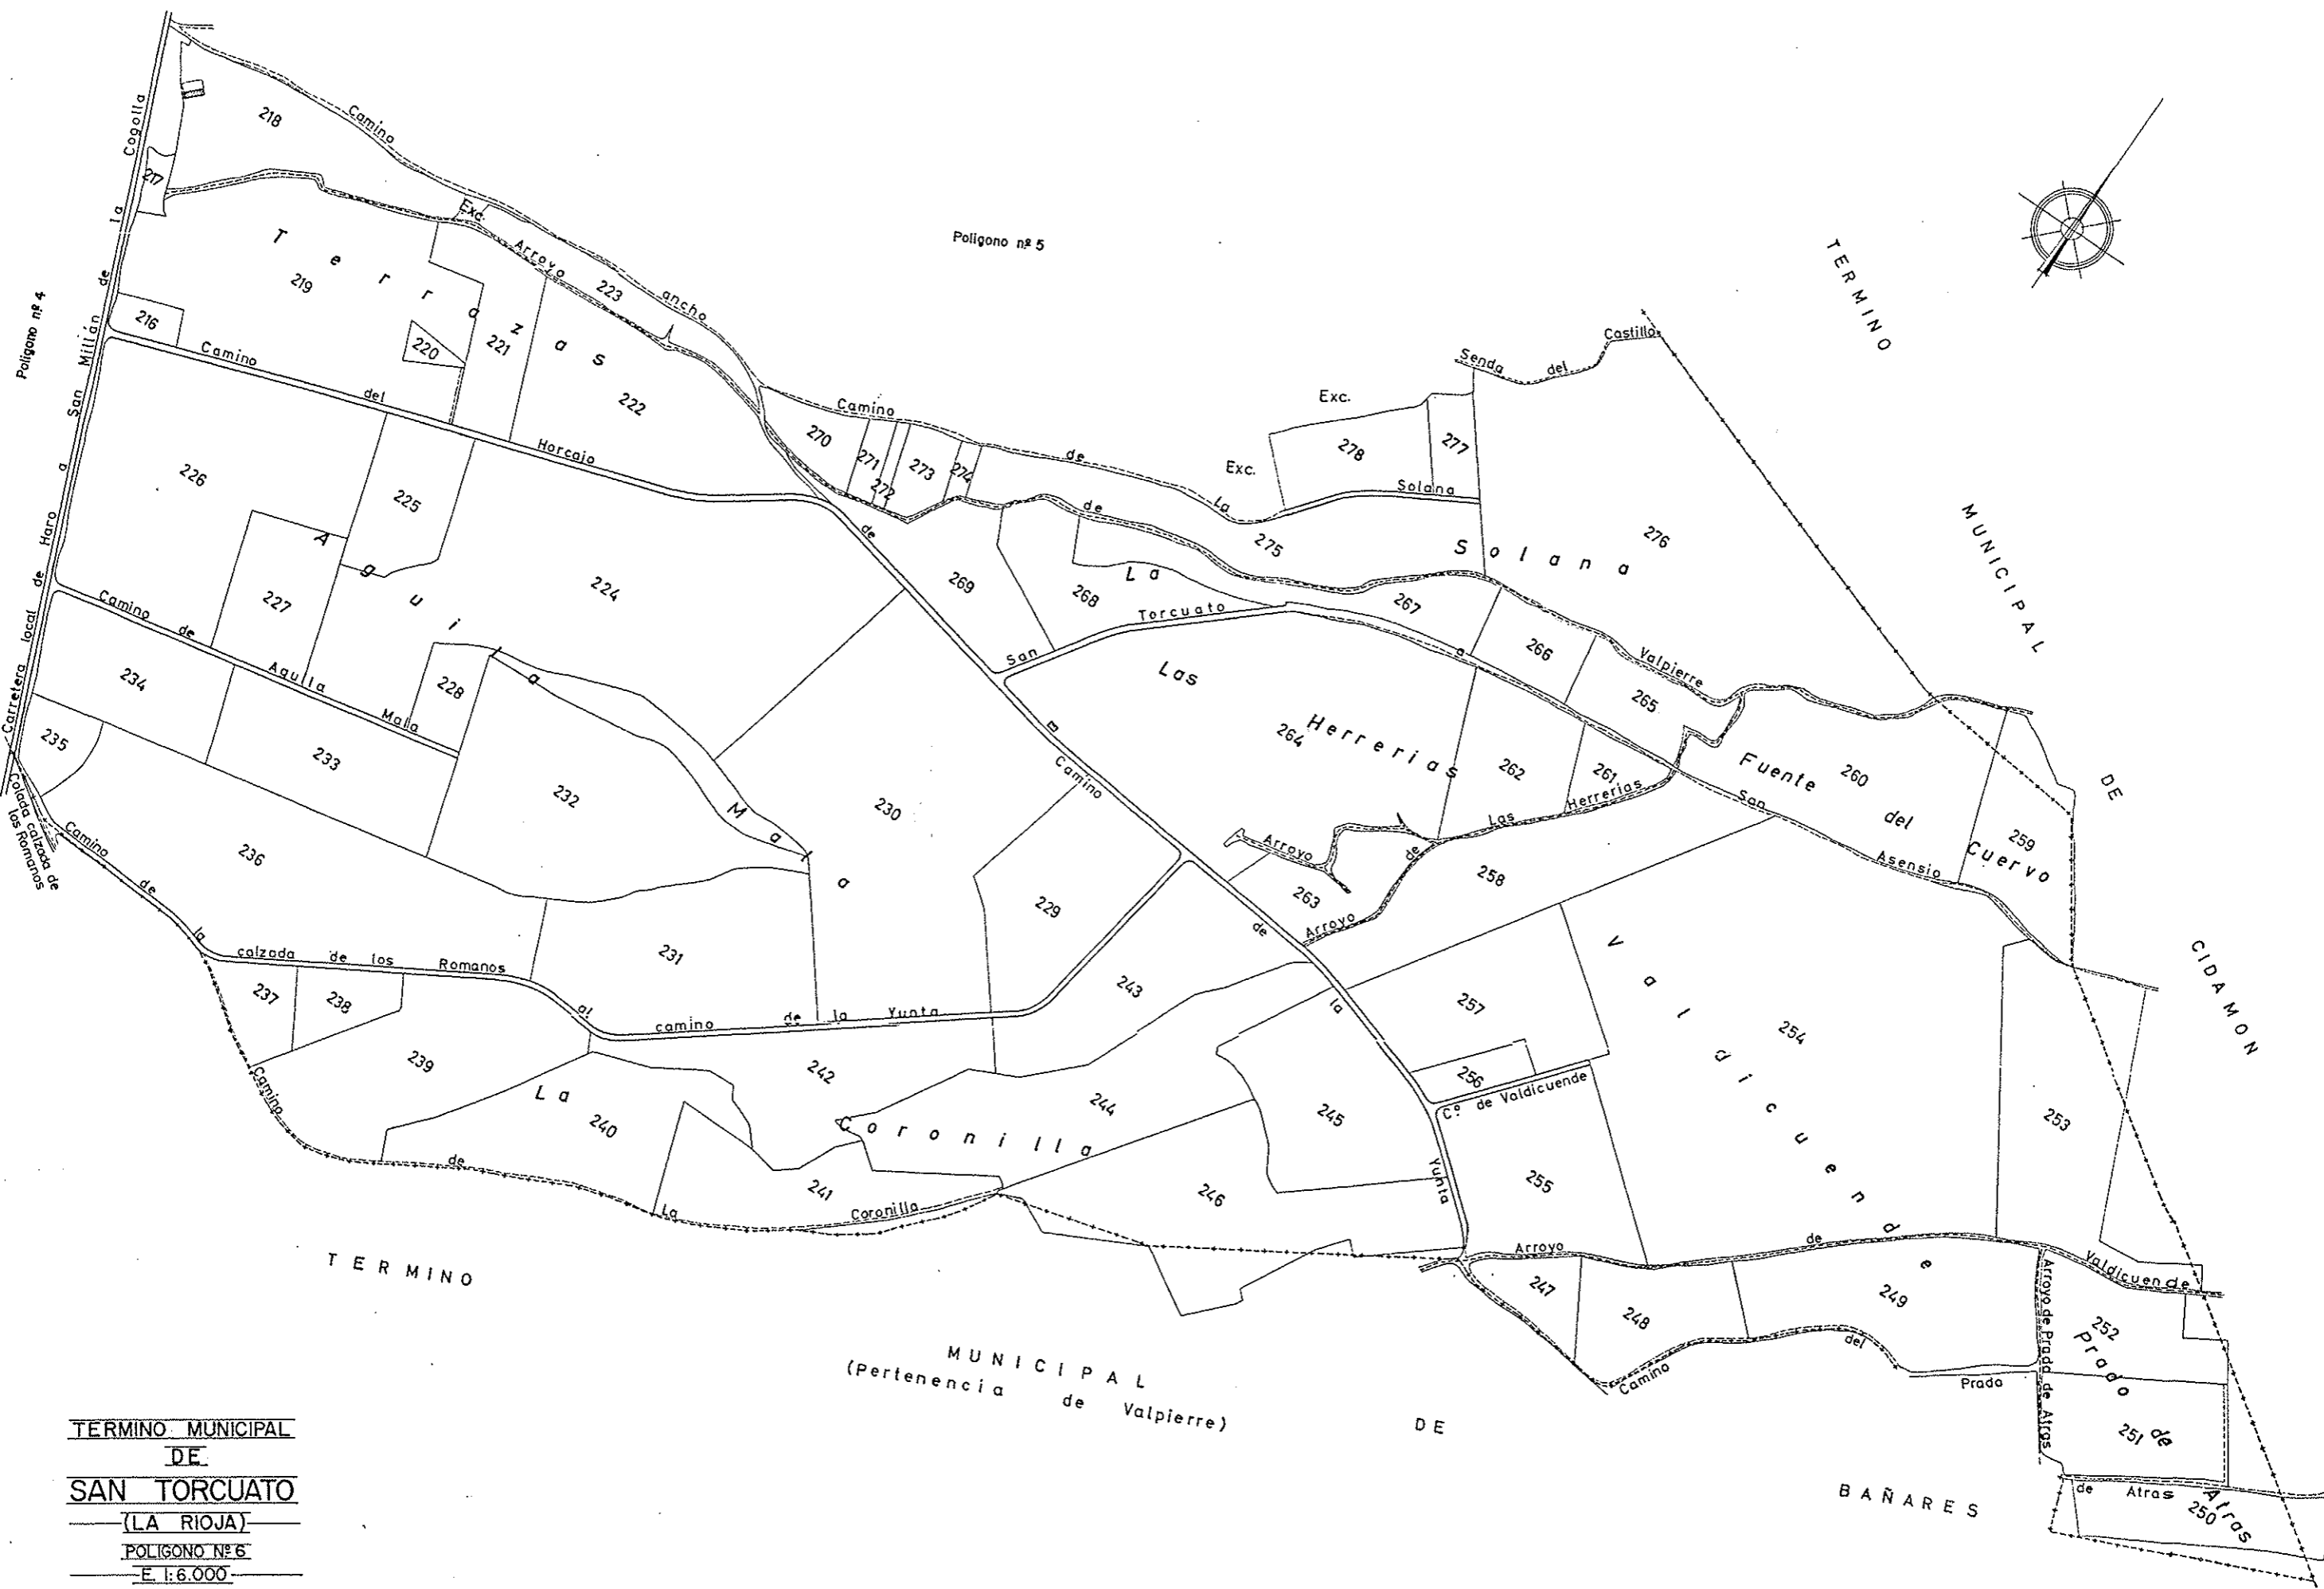 Poligono nº 4
Poligono nº 5
Carretera local de Haro a San Millán de la Cogolla
Camino ancho
218
217
Exc.
Arroyo de La Valpierre
Terrazas
219
223
216
220
221
222
Camino del Horcajo
226
225
Aguila Mala
227
224
Camino de Aguila Mala
228
234
235
233
232
230
229
236
231
Colada calzada de
los Romanos
Camino de la calzada de los Romanos al camino de la Yunta
237
238
239
La Coronilla
240
241
242
243
244
245
246
Camino de La Coronilla
Camino de la Yunta
Camino de La Solana
270
271
272
273
274
275
Exc.
Exc.
278
277
Senda del Castillo
Solana
276
269
268
267
266
265
San Torcuato a San Asensio
Las Herrerias
264
262
261
Arroyo de Las Herrerias
Arroyo
263
258
Fuente del Cuervo
260
259
Valdicuende
257
256
Cº. de Valdicuende
255
254
253
Arroyo de Valdicuende
247
248
249
Camino del Prado de Atras
Arroyo de Prado de Atras
252
Prado de Atras
251
250
TERMINO MUNICIPAL DE CIDAMON
TERMINO MUNICIPAL DE BAÑARES
(Pertenencia de Valpierre)
TERMINO MUNICIPAL
DE
SAN TORCUATO
(LA RIOJA)
POLIGONO Nº 6
E. 1:6.000